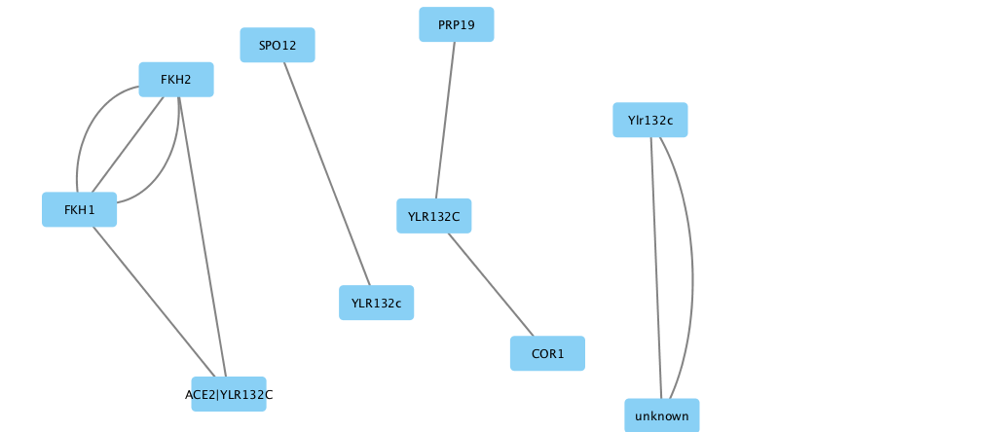 PRP19
SPO12
FKH2
Ylr132c
FKH1
YLR132C
YLR132c
COR1
ACE2|YLR132C
unknown